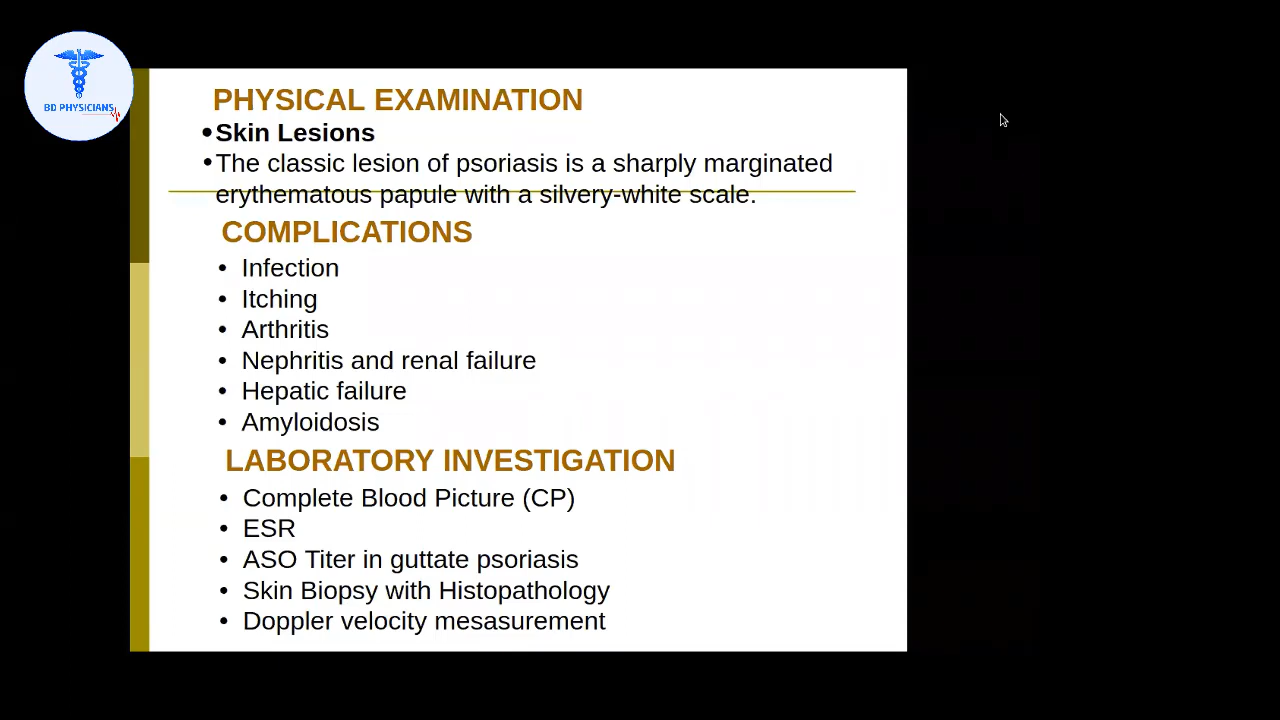 BD PHYSICIANS
PHYSICAL EXAMINATION
•Skin Lesions
•The classic lesion of psoriasis is a sharply marginated
erythematous papule with a silvery-white scale.
COMPLICATIONS
• Infection
• Itching
• Arthritis
• Nephritis and renal failure
• Hepatic failure
• Amyloidosis
LABORATORY INVESTIGATION
• Complete Blood Picture (CP)
• ESR
• ASO Titer in guttate psoriasis
• Skin Biopsy with Histopathology
• Doppler velocity mesasurement